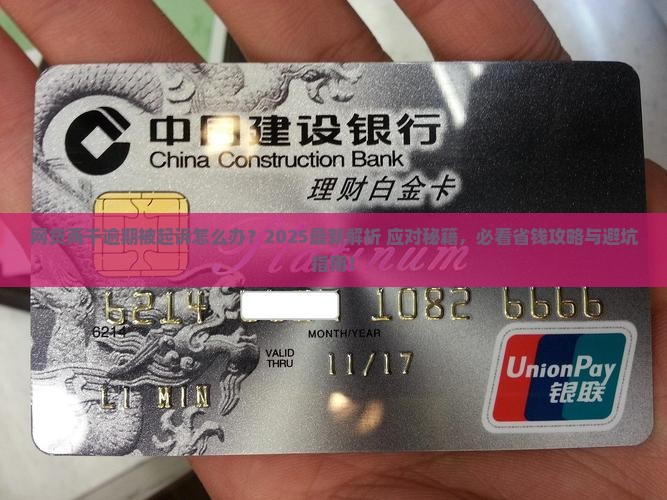 中国建设银行
China Construction Bank
理财白金卡
网贷两千逾期被起诉怎么办？2025最新解析 应对秘籍，必看省钱攻略与避坑
指南！
Platinum
6214 1082 6666
6214
MONTH/YEAR
VALID
THRU
11/17
LI MIN
UnionPay
银联